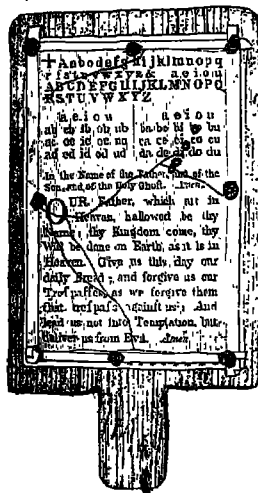 +Aabcdefghijklmnopq
rſstuvwxyz& aeiou
ABCDEFGHIJKLMNOPQ
RSTUVWXYZ
a e i o u a e i o u
ab eb ib ob ub ba be bi bo bu
ac ec ic oc uc ca ce ci co cu
ad ed id od ud da de di do du
In the Name of the Father, and of the
Son, and of the Holy Ghoſt. Amen.
OUR Father, which art in
Heaven, hallowed be thy
Name; thy Kingdom come, thy
Will be done on Earth, as it is in
Heaven. Give us this day our
daily Bread; and forgive us our
Treſpaſſes, as we forgive them
that treſpaſs againſt us: And
lead us not into Temptation, but
deliver us from Evil. Amen.